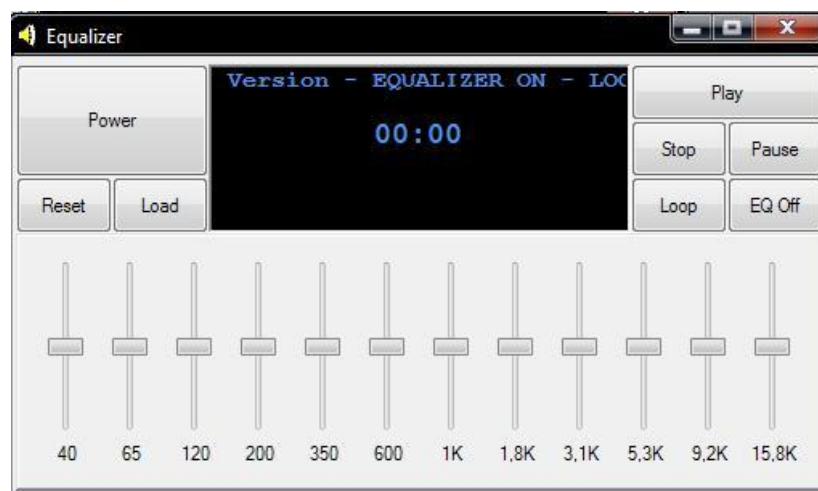 Equalizer
Power
Version - EQUALIZER ON - LOO
00:00
Play
Stop
Pause
Reset
Load
Loop
EQ Off
40 65 120 200 350 600 1K 1,8K 3,1K 5,3K 9,2K 15,8K